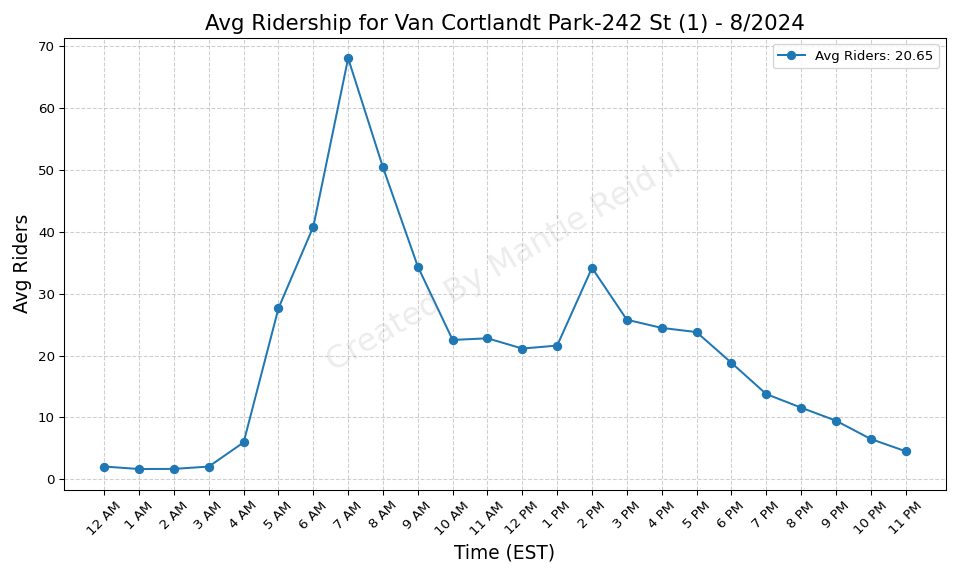 Avg Ridership for Van Cortlandt Park-242 St (1) - 8/2024
Avg Riders: 20.65
70
60
50
40
30
20
10
0
Avg Riders
Created By Mantie Reid II
12 AM
1 AM
2 AM
3 AM
4 AM
5 AM
6 AM
7 AM
8 AM
9 AM
10 AM
11 AM
12 PM
1 PM
2 PM
3 PM
4 PM
5 PM
6 PM
7 PM
8 PM
9 PM
10 PM
11 PM
Time (EST)